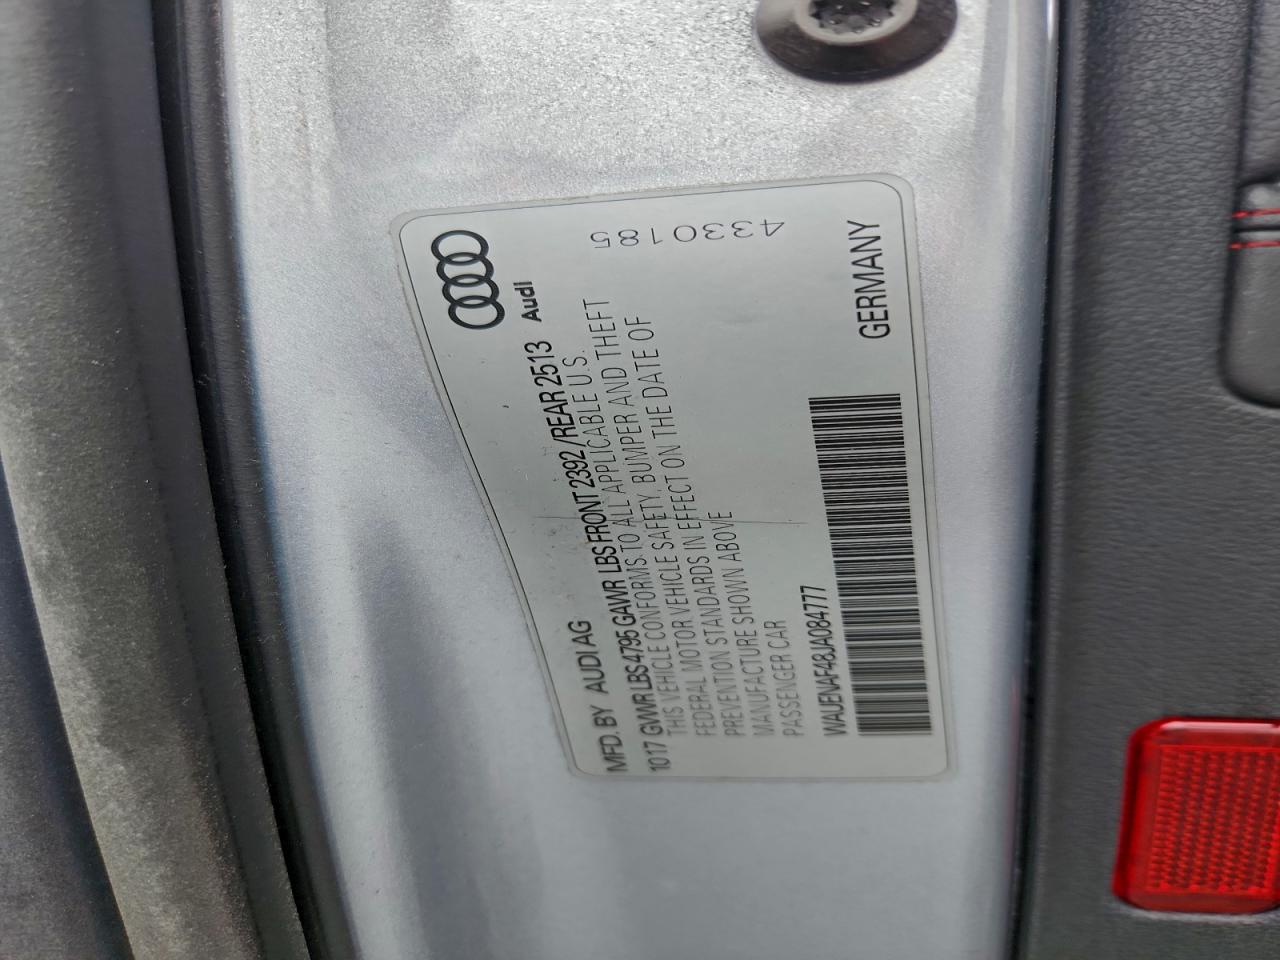 Audi
MFD. BY AUDI AG
10 17 GVWR LBS 4795 GAWR LBS FRONT 2392 /REAR 2513
THIS VEHICLE CONFORMS TO ALL APPLICABLE U.S.
FEDERAL MOTOR VEHICLE SAFETY, BUMPER AND THEFT
PREVENTION STANDARDS IN EFFECT ON THE DATE OF
MANUFACTURE SHOWN ABOVE
PASSENGER CAR
WAUENAF48JA084777
GERMANY
4330185